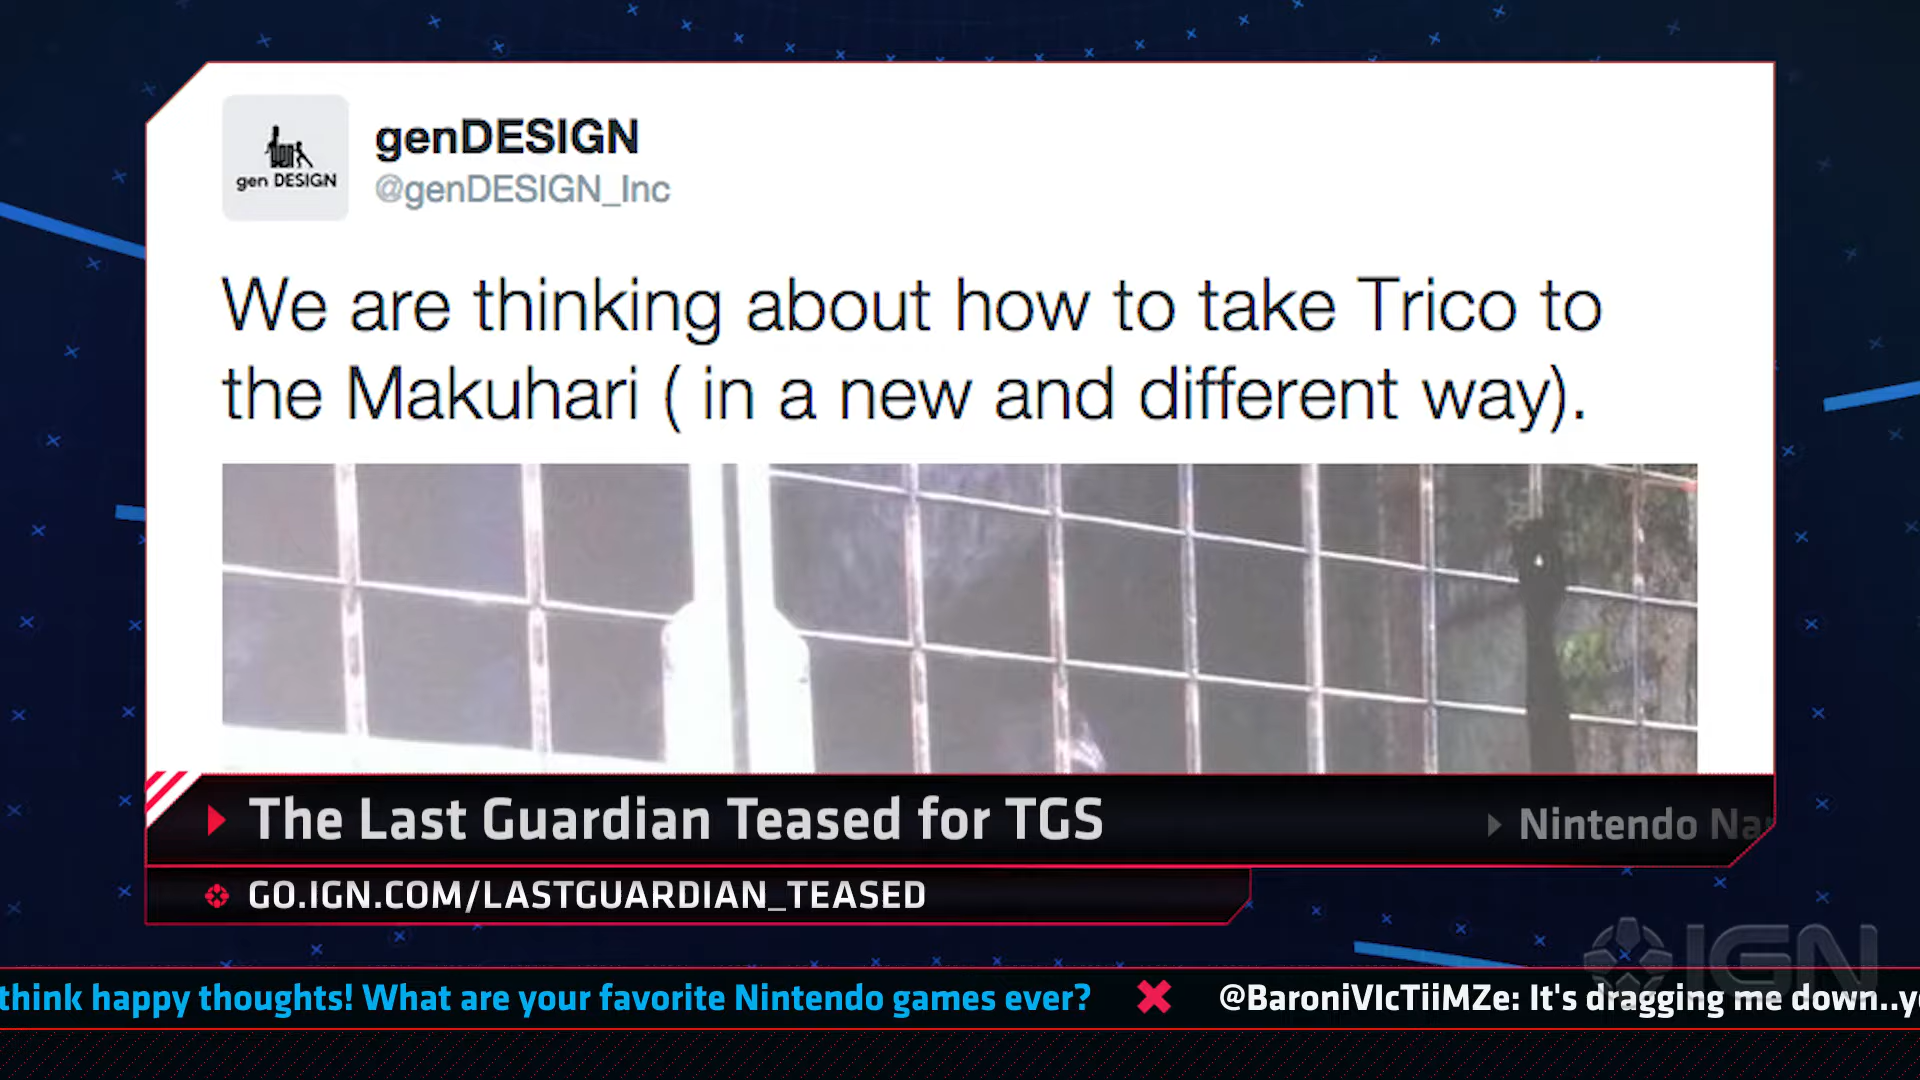 gen DESIGN
genDESIGN
@genDESIGN_Inc
We are thinking about how to take Trico to
the Makuhari ( in a new and different way).
The Last Guardian Teased for TGS
Nintendo
GO.IGN.COM/LASTGUARDIAN_TEASED
IGN
think happy thoughts! What are your favorite Nintendo games ever?
@BaroniVIcTiiMZe: It's dragging me down..